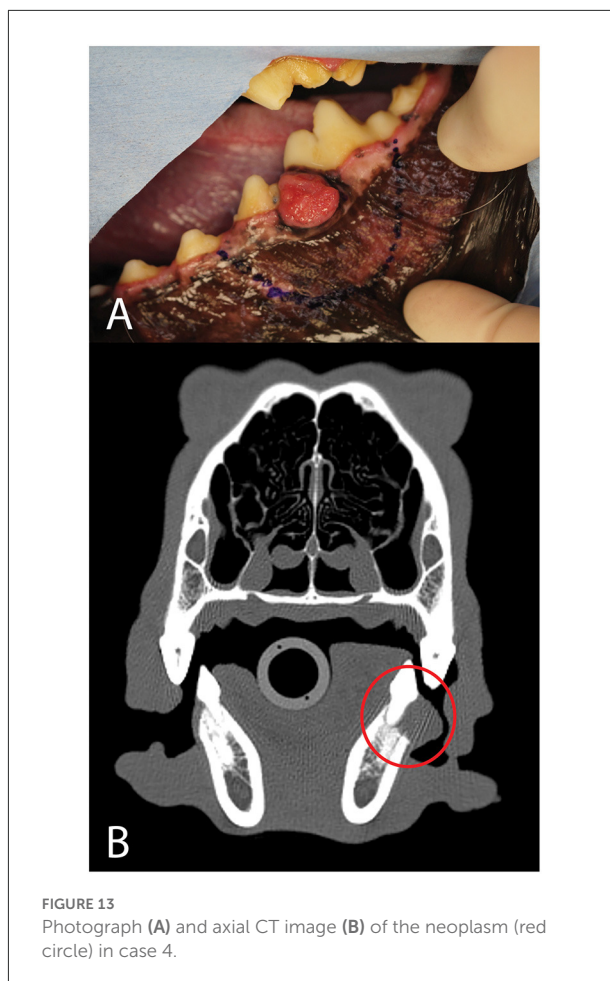 A
B
FIGURE 13
Photograph (A) and axial CT image (B) of the neoplasm (red
circle) in case 4.